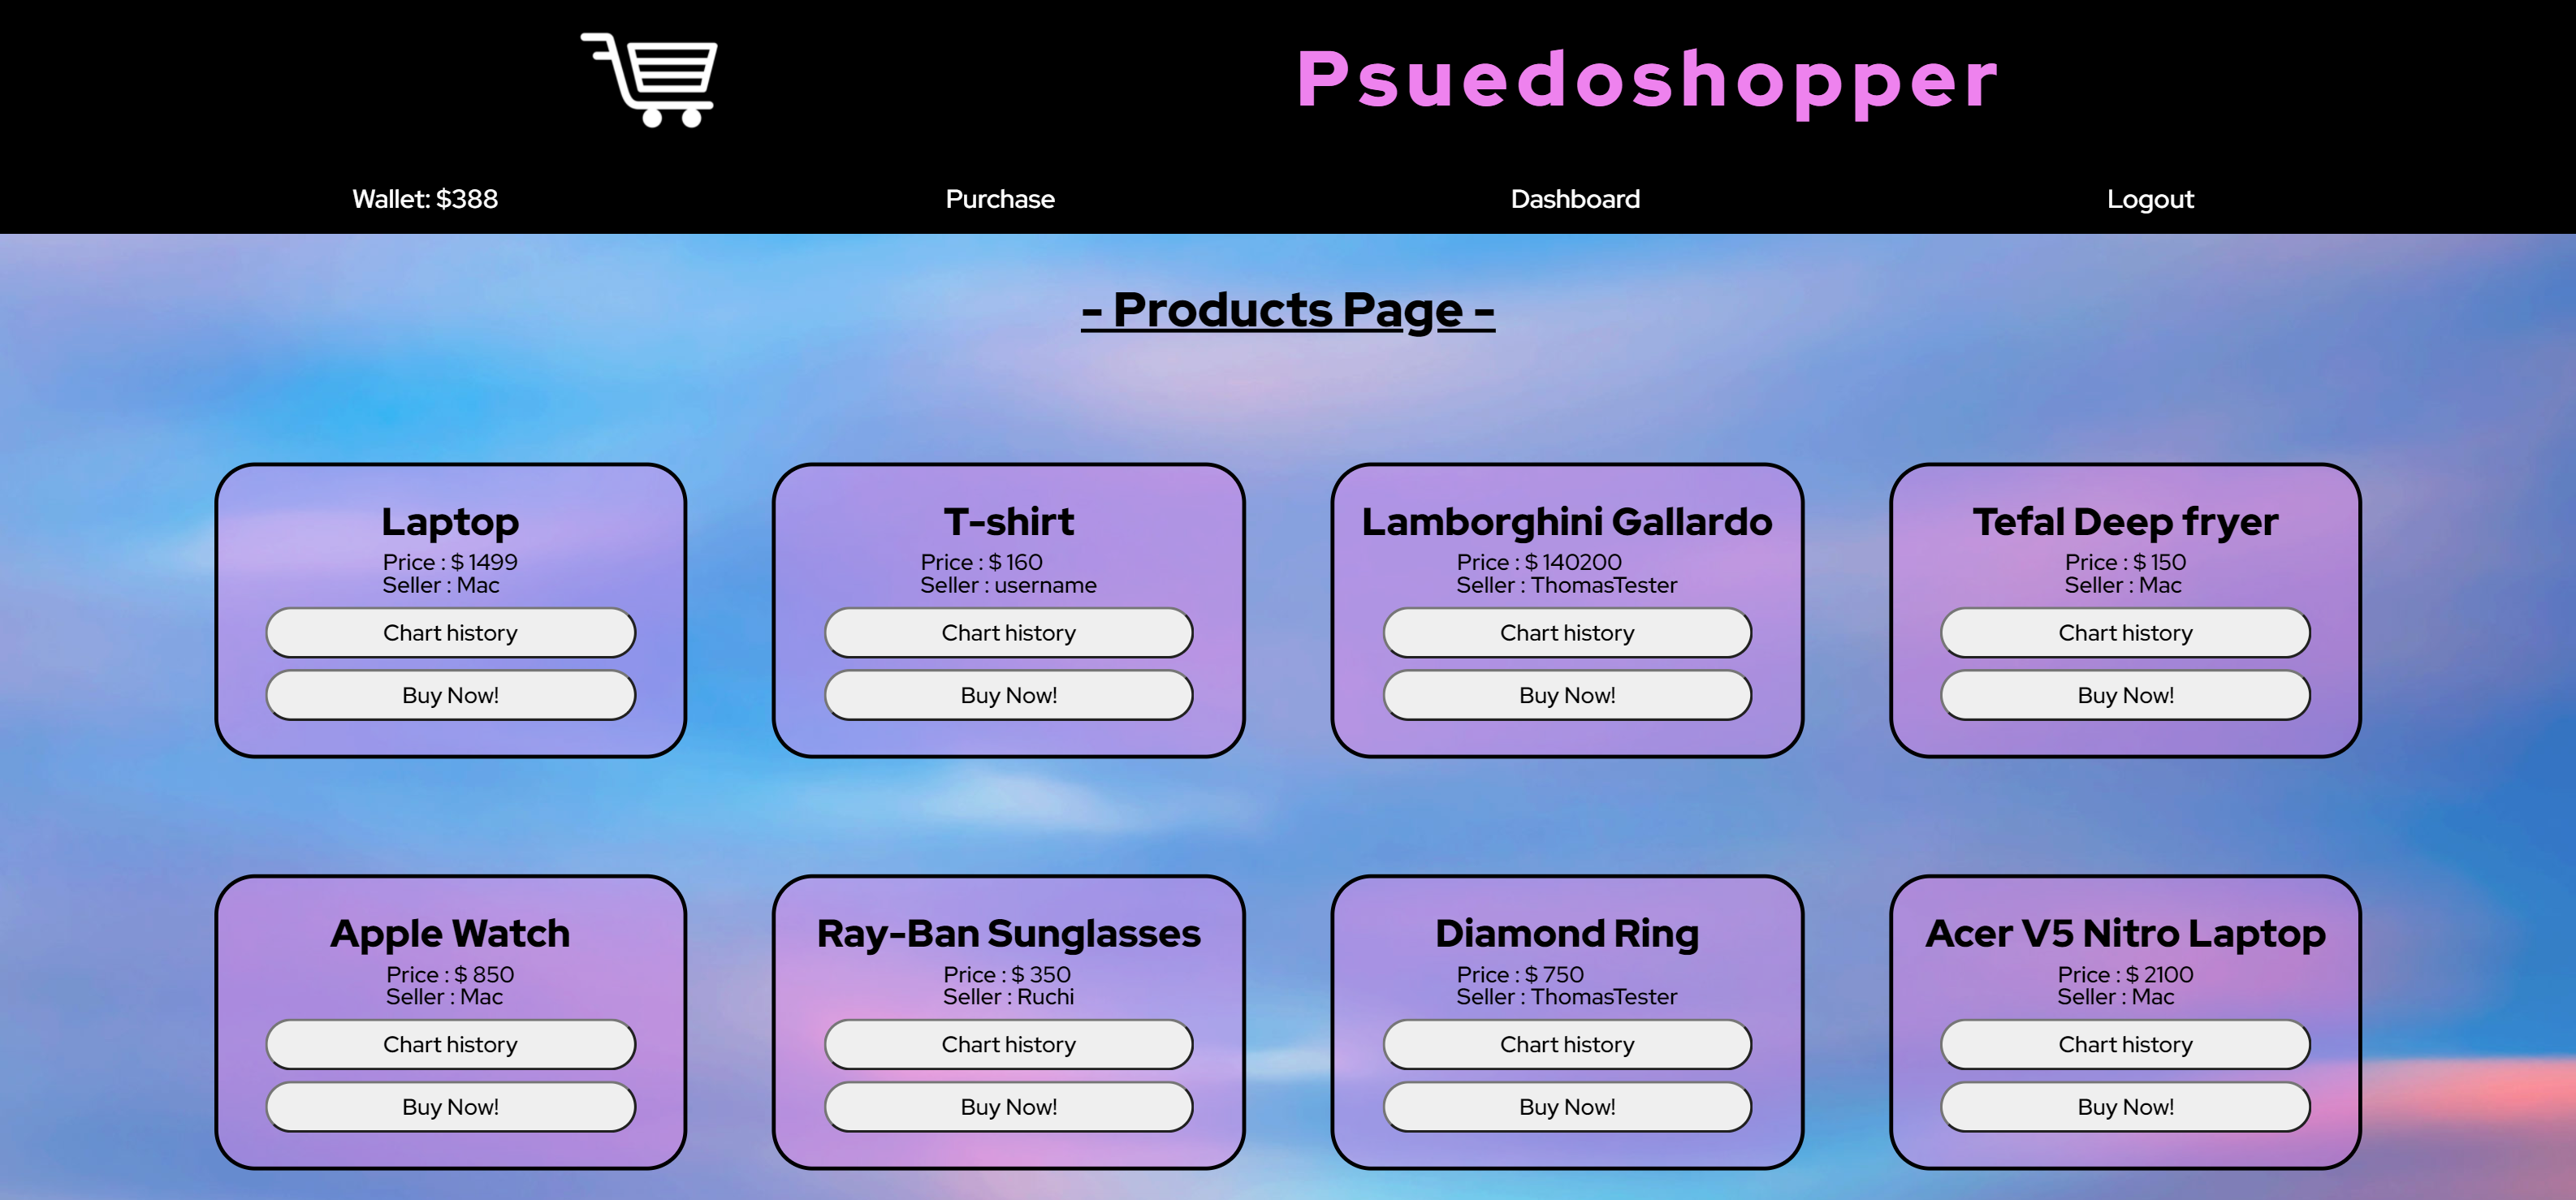 Psuedoshopper
Wallet: $388
Purchase
Dashboard
Logout
- Products Page -
Laptop
Price : $ 1499
Seller : Mac
Chart history
Buy Now!
T-shirt
Price : $ 160
Seller : username
Chart history
Buy Now!
Lamborghini Gallardo
Price : $ 140200
Seller : ThomasTester
Chart history
Buy Now!
Tefal Deep fryer
Price : $ 150
Seller : Mac
Chart history
Buy Now!
Apple Watch
Price : $ 850
Seller : Mac
Chart history
Buy Now!
Ray-Ban Sunglasses
Price : $ 350
Seller : Ruchi
Chart history
Buy Now!
Diamond Ring
Price : $ 750
Seller : ThomasTester
Chart history
Buy Now!
Acer V5 Nitro Laptop
Price : $ 2100
Seller : Mac
Chart history
Buy Now!